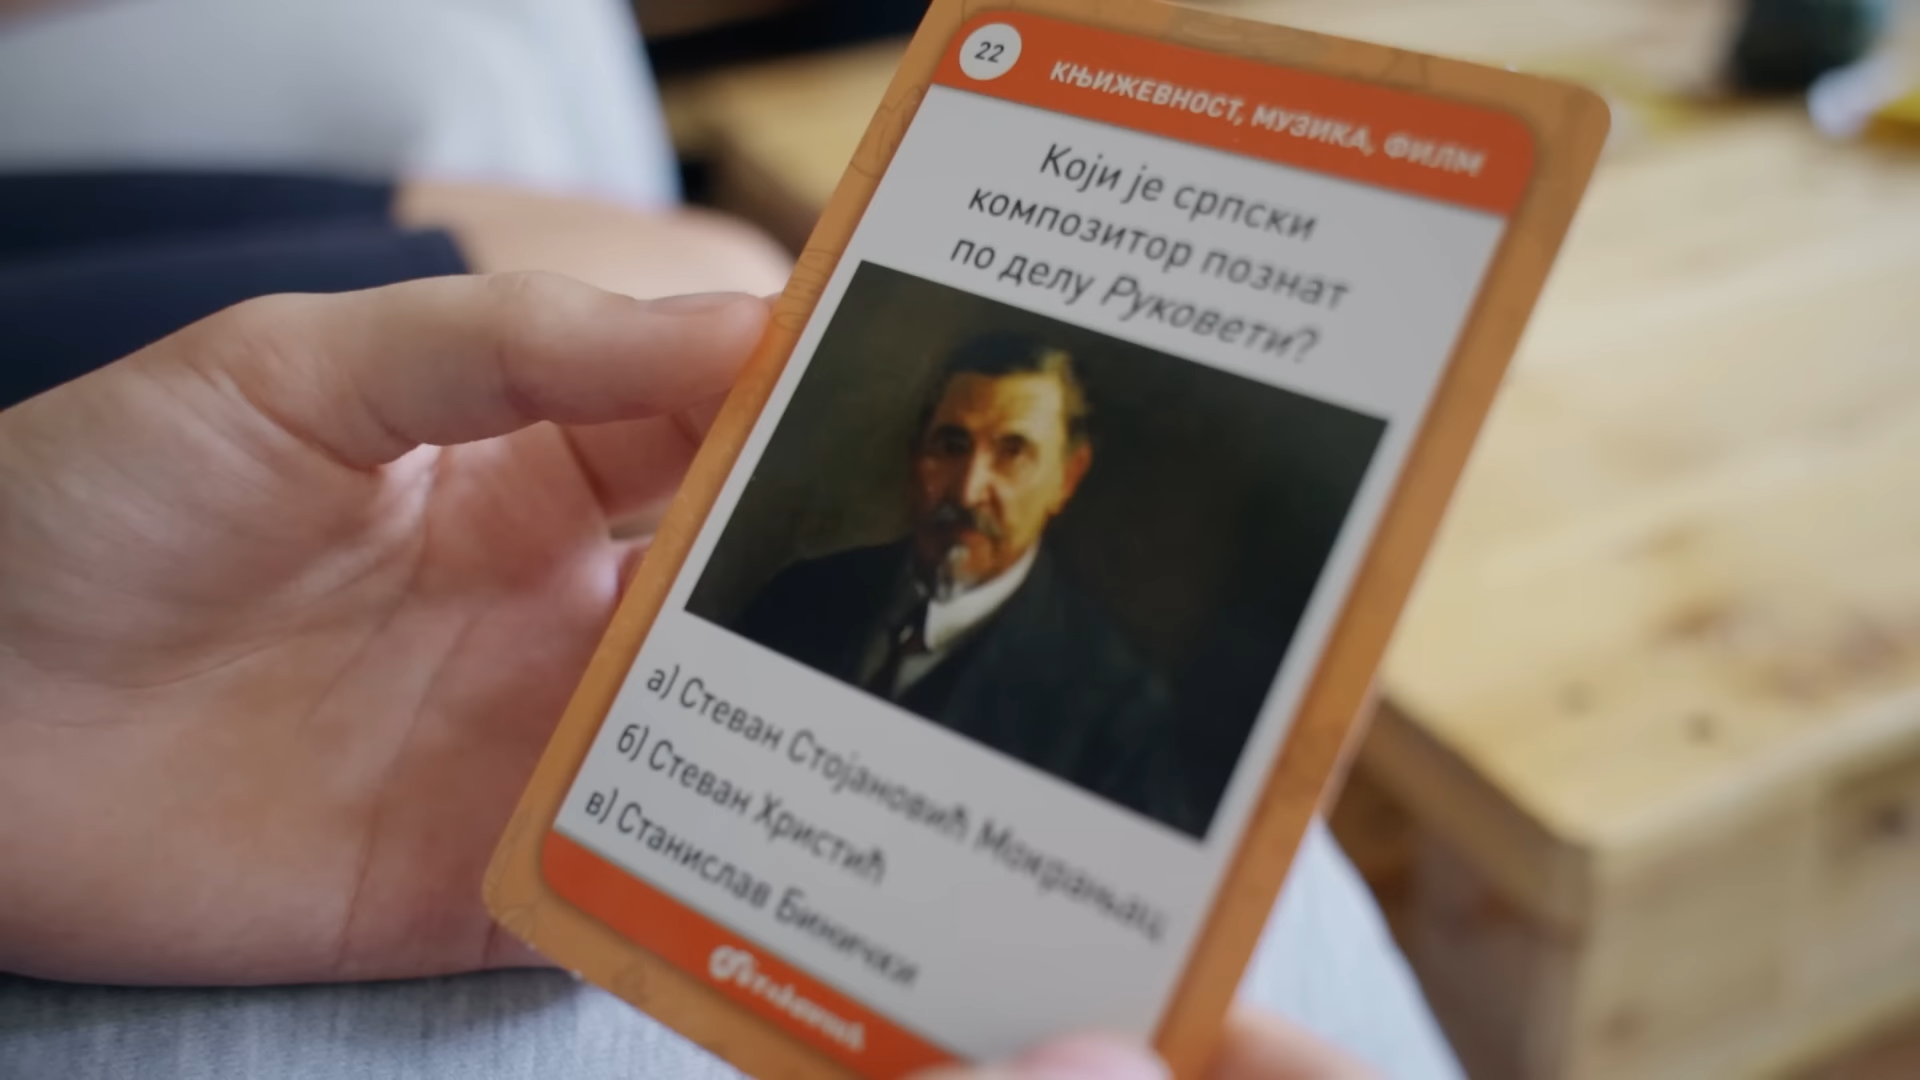 22
КЊИЖЕВНОСТ, МУЗИКА, ФИЛМ
Који је српски
композитор познат
по делу Руковети?
а) Стеван Стојановић Мокрањац
б) Стеван Христић
в) Станислав Бинички